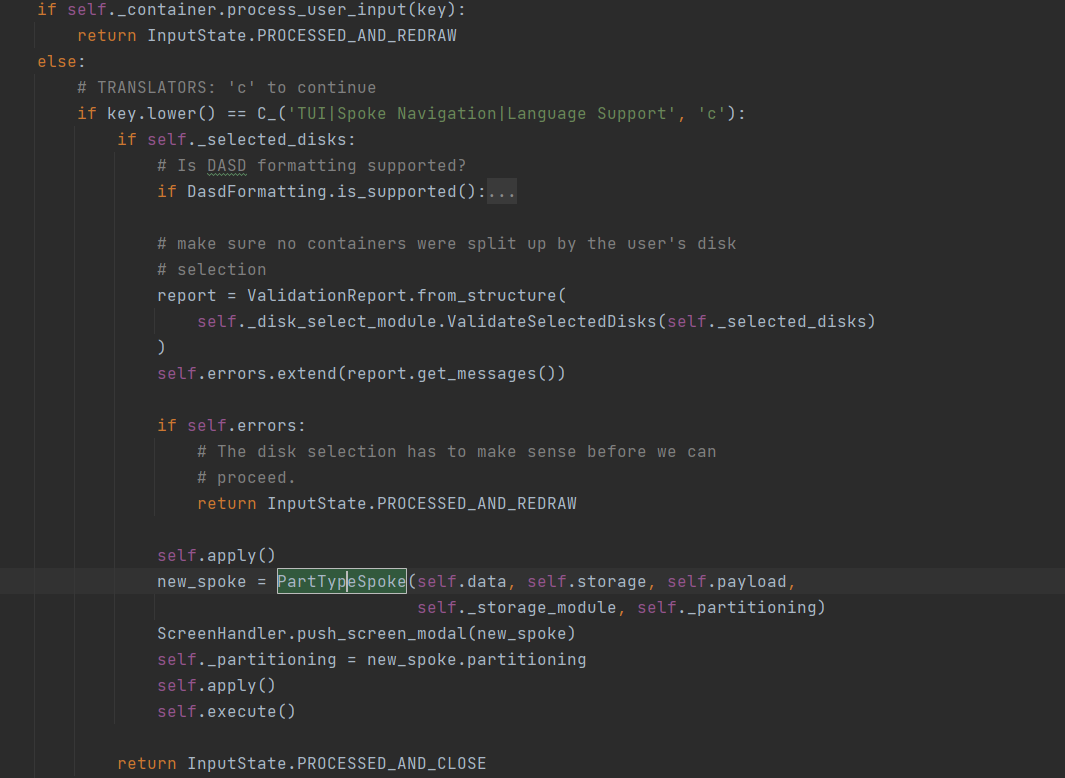 if self._container.process_user_input(key):
    return InputState.PROCESSED_AND_REDRAW
else:
    # TRANSLATORS: 'c' to continue
    if key.lower() == C_('TUI|Spoke Navigation|Language Support', 'c'):
        if self._selected_disks:
            # Is DASD formatting supported?
            if DasdFormatting.is_supported():...
            # make sure no containers were split up by the user's disk
            # selection
            report = ValidationReport.from_structure(
                self._disk_select_module.ValidateSelectedDisks(self._selected_disks)
            )
            self.errors.extend(report.get_messages())
            if self.errors:
                # The disk selection has to make sense before we can
                # proceed.
                return InputState.PROCESSED_AND_REDRAW
            self.apply()
            new_spoke = PartTypeSpoke(self.data, self.storage, self.payload,
                                      self._storage_module, self._partitioning)
            ScreenHandler.push_screen_modal(new_spoke)
            self._partitioning = new_spoke.partitioning
            self.apply()
            self.execute()
        return InputState.PROCESSED_AND_CLOSE